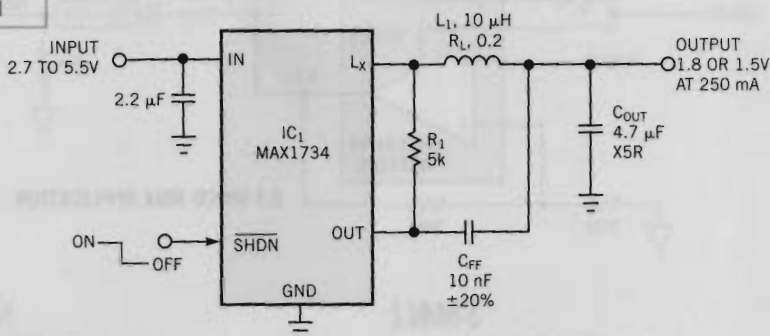 INPUT
2.7 TO 5.5V
2.2 µF
IN
LX
IC1
MAX1734
SHDN
OUT
GND
ON
OFF
L1, 10 µH
RL, 0.2
R1
5k
CFF
10 nF
±20%
OUTPUT
1.8 OR 1.5V
AT 250 mA
COUT
4.7 µF
X5R